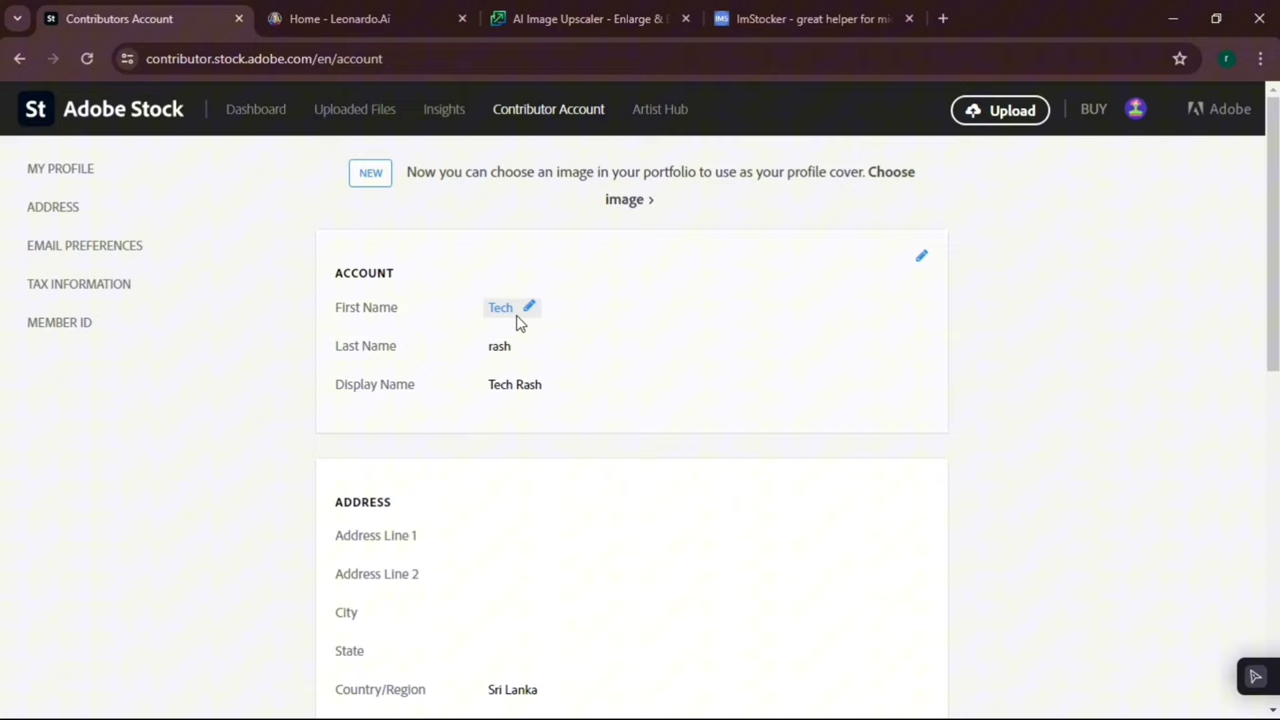 Contributors Account
Home - Leonardo.Ai
AI Image Upscaler - Enlarge &
IMS
ImStocker - great helper for mi
contributor.stock.adobe.com/en/account
r
St Adobe Stock
Dashboard
Uploaded Files
Insights
Contributor Account
Artist Hub
Upload
BUY
Adobe
MY PROFILE
ADDRESS
EMAIL PREFERENCES
TAX INFORMATION
MEMBER ID
NEW
Now you can choose an image in your portfolio to use as your profile cover. Choose
image >
ACCOUNT
First Name Tech
Last Name rash
Display Name Tech Rash
ADDRESS
Address Line 1
Address Line 2
City
State
Country/Region Sri Lanka